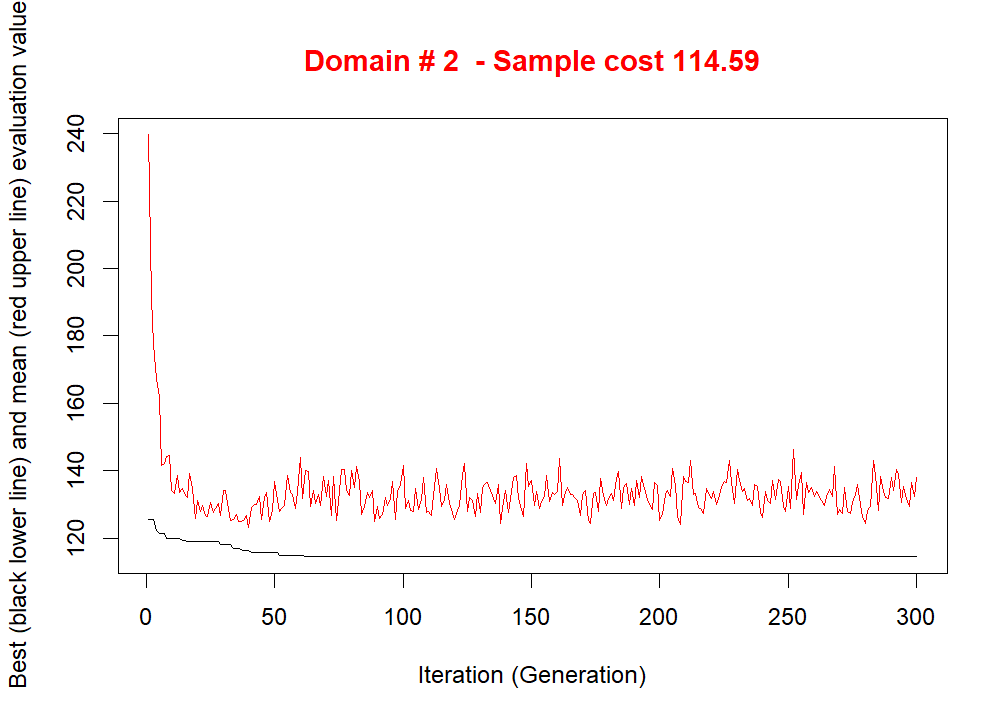 Domain # 2  - Sample cost 114.59
Best (black lower line) and mean (red upper line) evaluation value
240
220
200
180
160
140
120
0 50 100 150 200 250 300
Iteration (Generation)